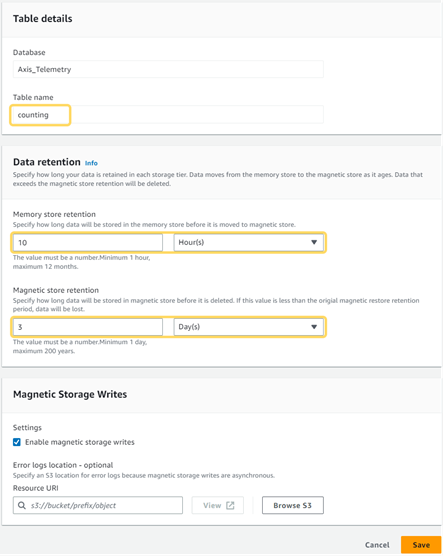 Table details
Database
Axis_Telemetry
Table name
counting
Data retention Info
Specify how long your data is retained in each storage tier. Data moves from the memory store to the magnetic store as it ages. Data that
exceeds the magnetic store retention will be deleted.
Memory store retention
Specify how long data will be stored in the memory store before it is moved to magnetic store.
10 Hour(s)
The value must be a number.Minimum 1 hour,
maximum 12 months.
Magnetic store retention
Specify how long data will be stored in magnetic store before it is deleted. If this value is less than the origial magnetic restore retention
period, data will be lost.
3 Day(s)
The value must be a number.Minimum 1 day,
maximum 200 years.
Magnetic Storage Writes
Settings
Enable magnetic storage writes
Error logs location - optional
Specify an S3 location for error logs because magnetic storage writes are asynchronous.
Resource URI
s3://bucket/prefix/object View Browse S3
Cancel Save